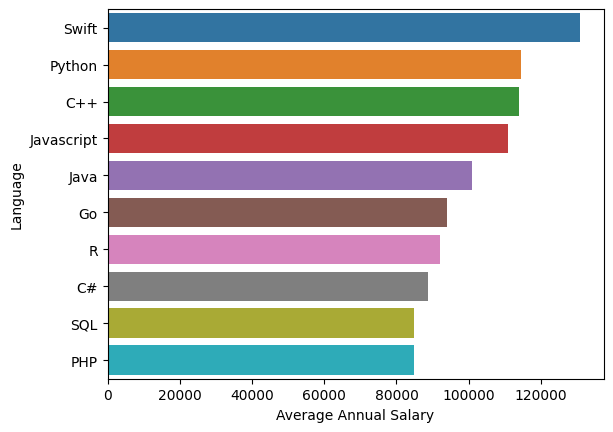 Swift
Python
C++
Javascript
Java
Go
R
C#
SQL
PHP
Language
0 20000 40000 60000 80000 100000 120000
Average Annual Salary